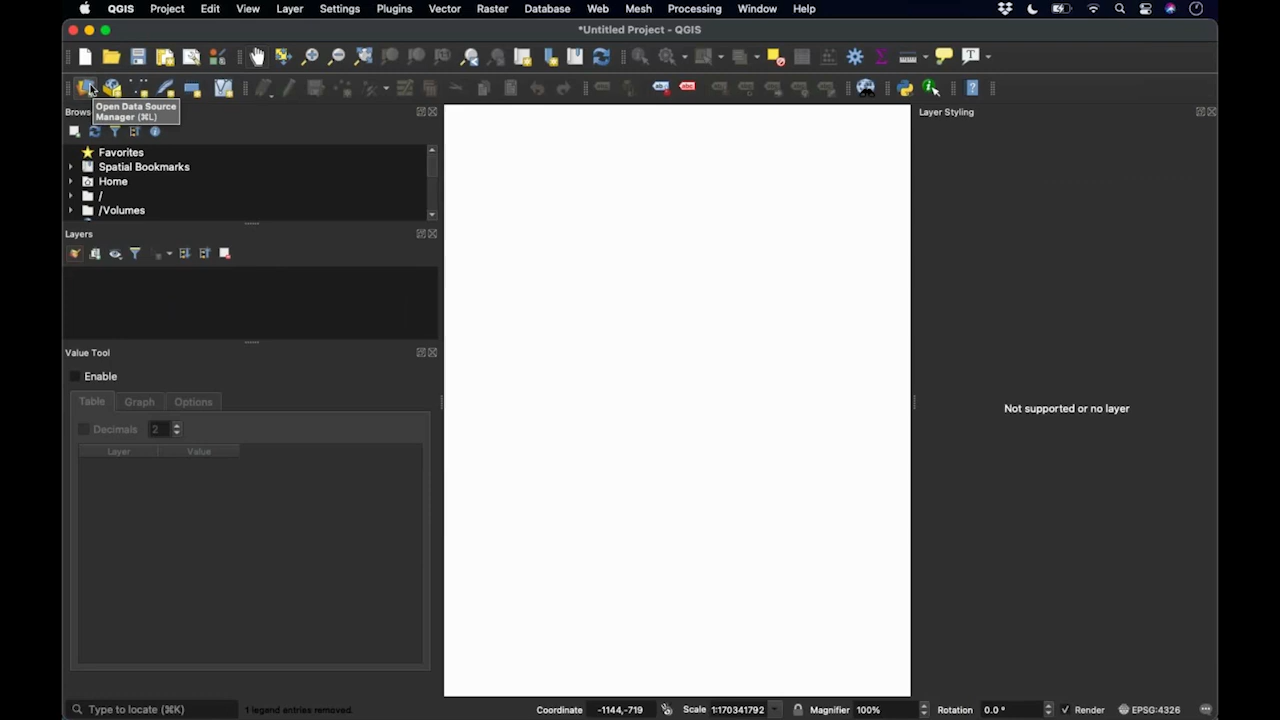 QGIS Project Edit View Layer Settings Plugins Vector Raster Database Web Mesh Processing Window Help
*Untitled Project - QGIS
Open Data Source
Manager (⌘L)
Brows
Layer Styling
Favorites
Spatial Bookmarks
Home
/
/Volumes
Layers
Value Tool
Enable
Table Graph Options
Not supported or no layer
Decimals 2
Layer Value
Type to locate (⌘K) 1 legend entries removed. Coordinate -1144,-719 Scale 1:170341792 Magnifier 100% Rotation 0.0 ° Render EPSG:4326